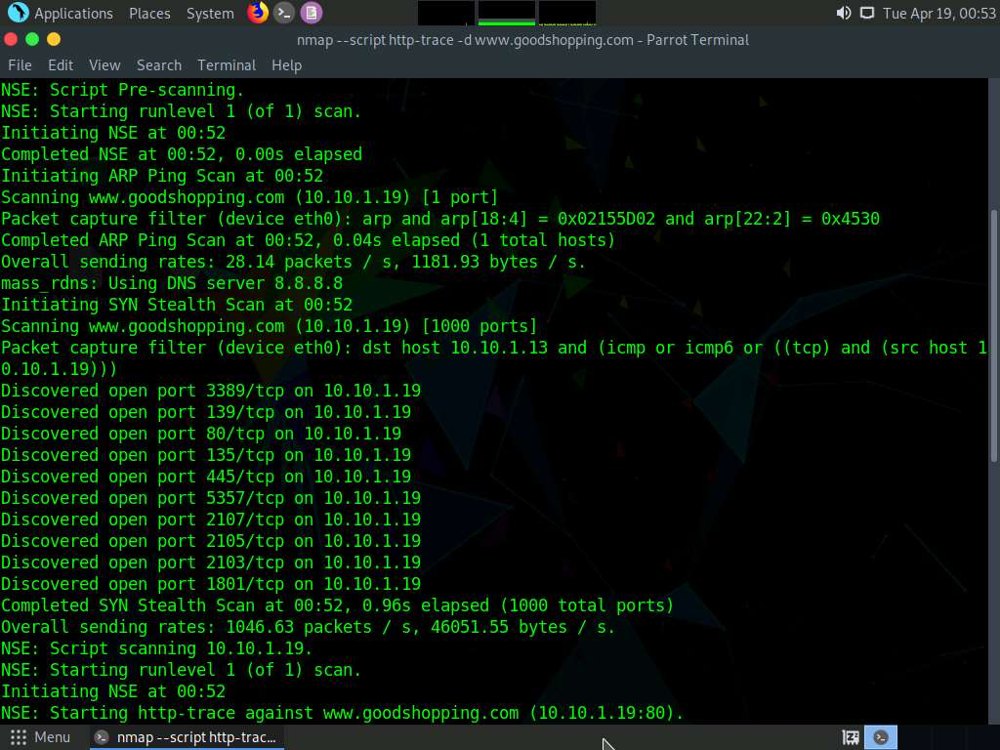 Applications Places System Tue Apr 19, 00:53
nmap --script http-trace -d www.goodshopping.com - Parrot Terminal
File Edit View Search Terminal Help
NSE: Script Pre-scanning.
NSE: Starting runlevel 1 (of 1) scan.
Initiating NSE at 00:52
Completed NSE at 00:52, 0.00s elapsed
Initiating ARP Ping Scan at 00:52
Scanning www.goodshopping.com (10.10.1.19) [1 port]
Packet capture filter (device eth0): arp and arp[18:4] = 0x02155D02 and arp[22:2] = 0x4530
Completed ARP Ping Scan at 00:52, 0.04s elapsed (1 total hosts)
Overall sending rates: 28.14 packets / s, 1181.93 bytes / s.
mass_rdns: Using DNS server 8.8.8.8
Initiating SYN Stealth Scan at 00:52
Scanning www.goodshopping.com (10.10.1.19) [1000 ports]
Packet capture filter (device eth0): dst host 10.10.1.13 and (icmp or icmp6 or ((tcp) and (src host 1
0.10.1.19)))
Discovered open port 3389/tcp on 10.10.1.19
Discovered open port 139/tcp on 10.10.1.19
Discovered open port 80/tcp on 10.10.1.19
Discovered open port 135/tcp on 10.10.1.19
Discovered open port 445/tcp on 10.10.1.19
Discovered open port 5357/tcp on 10.10.1.19
Discovered open port 2107/tcp on 10.10.1.19
Discovered open port 2105/tcp on 10.10.1.19
Discovered open port 2103/tcp on 10.10.1.19
Discovered open port 1801/tcp on 10.10.1.19
Completed SYN Stealth Scan at 00:52, 0.96s elapsed (1000 total ports)
Overall sending rates: 1046.63 packets / s, 46051.55 bytes / s.
NSE: Script scanning 10.10.1.19.
NSE: Starting runlevel 1 (of 1) scan.
Initiating NSE at 00:52
NSE: Starting http-trace against www.goodshopping.com (10.10.1.19:80).
Menu nmap --script http-trac...